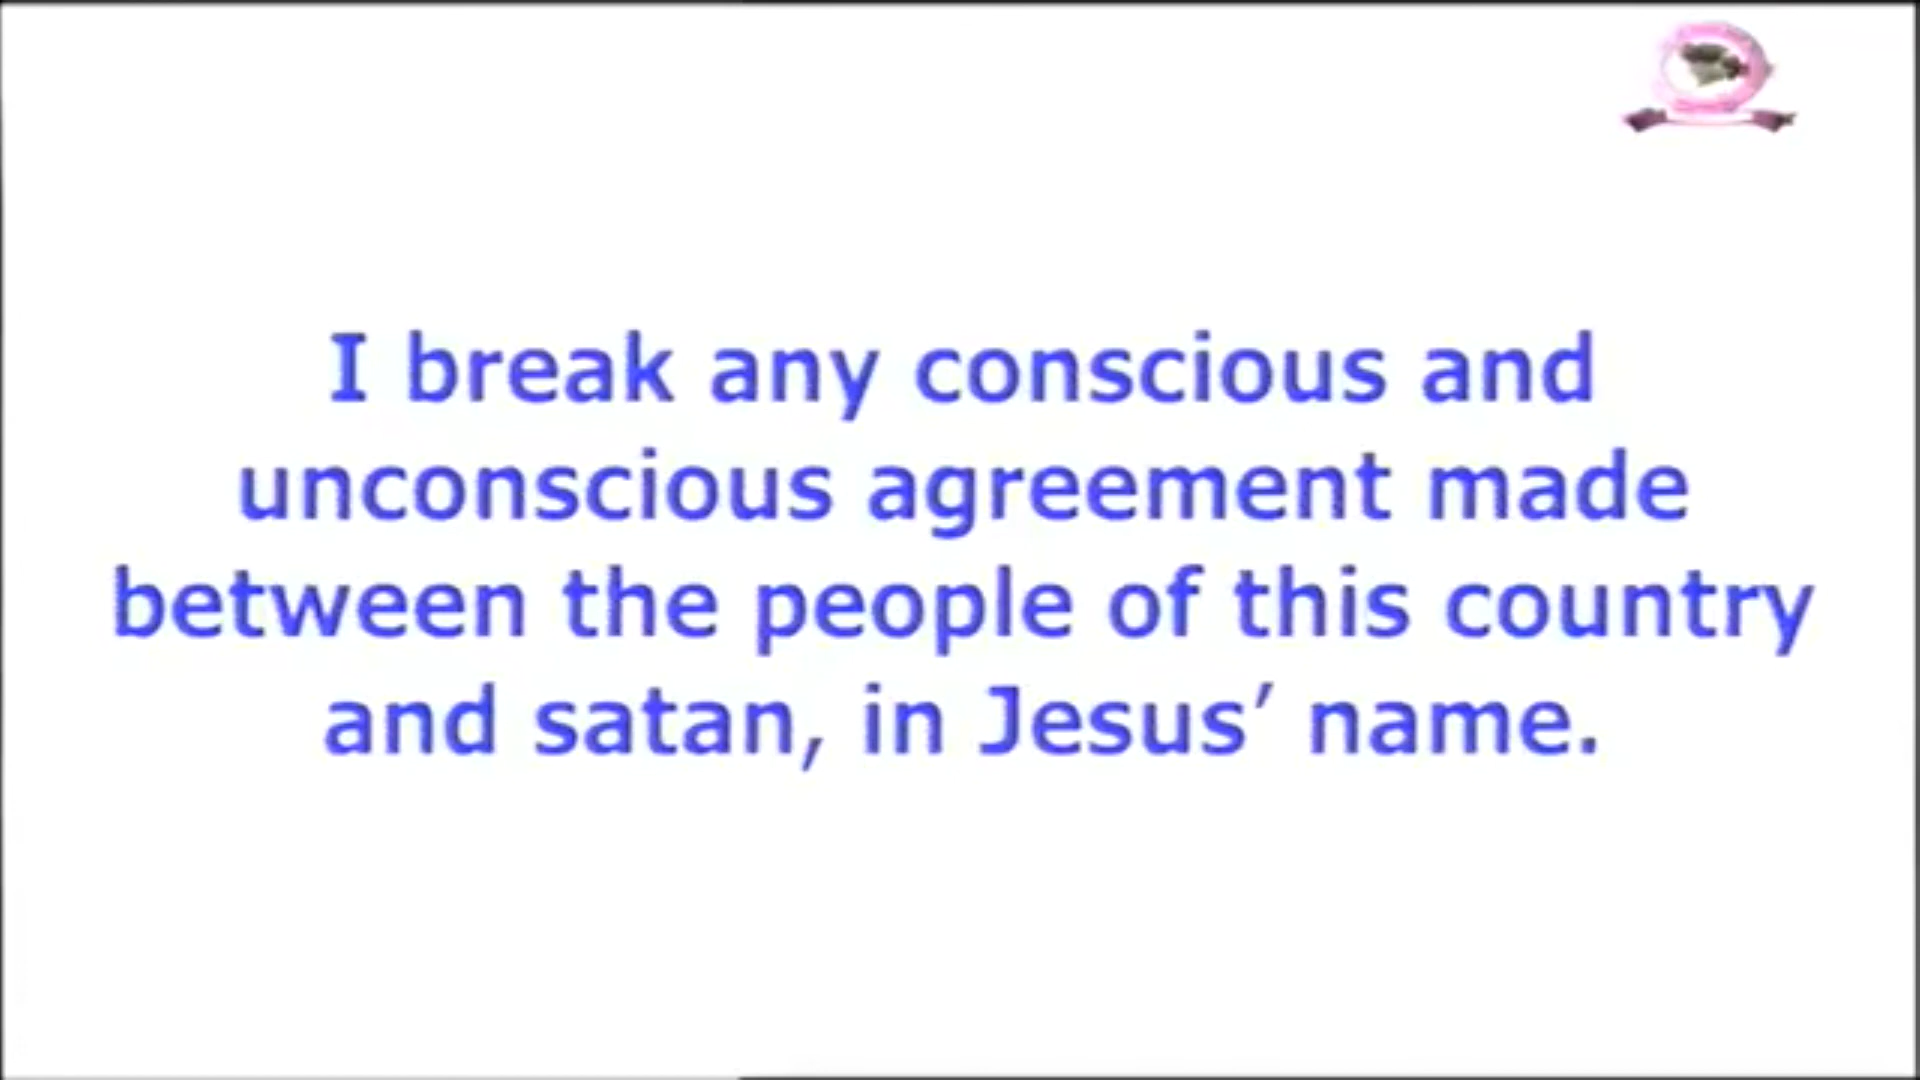 I break any conscious and
unconscious agreement made
between the people of this country
and satan, in Jesus’ name.